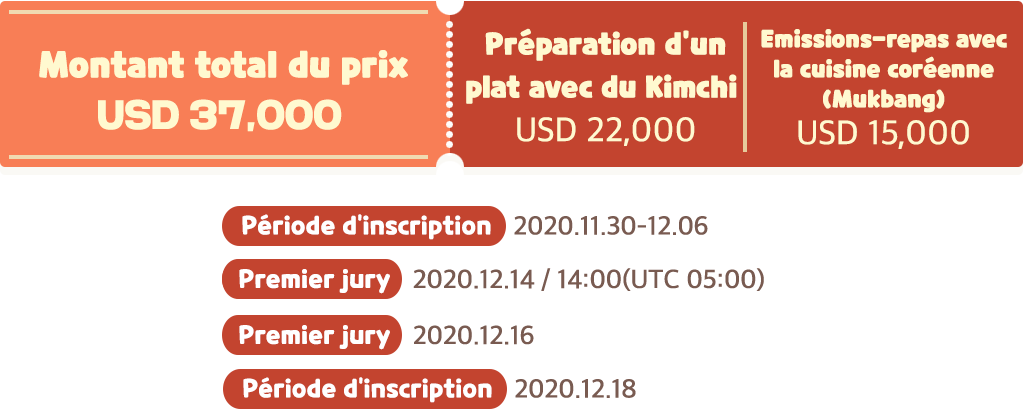 Montant total du prix
USD 37,000
Préparation d'un
plat avec du Kimchi
USD 22,000
Emissions-repas avec
la cuisine coréenne
(Mukbang)
USD 15,000
Période d'inscription 2020.11.30-12.06
Premier jury 2020.12.14 / 14:00(UTC 05:00)
Premier jury 2020.12.16
Période d'inscription 2020.12.18